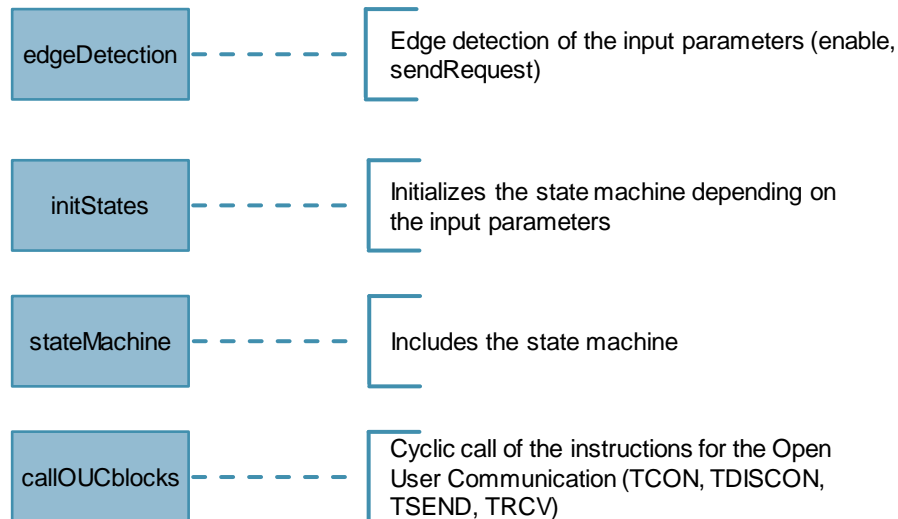 edgeDetection
Edge detection of the input parameters (enable,
sendRequest)
initStates
Initializes the state machine depending on
the input parameters
stateMachine
Includes the state machine
callOUCblocks
Cyclic call of the instructions for the Open
User Communication (TCON, TDISCON,
TSEND, TRCV)